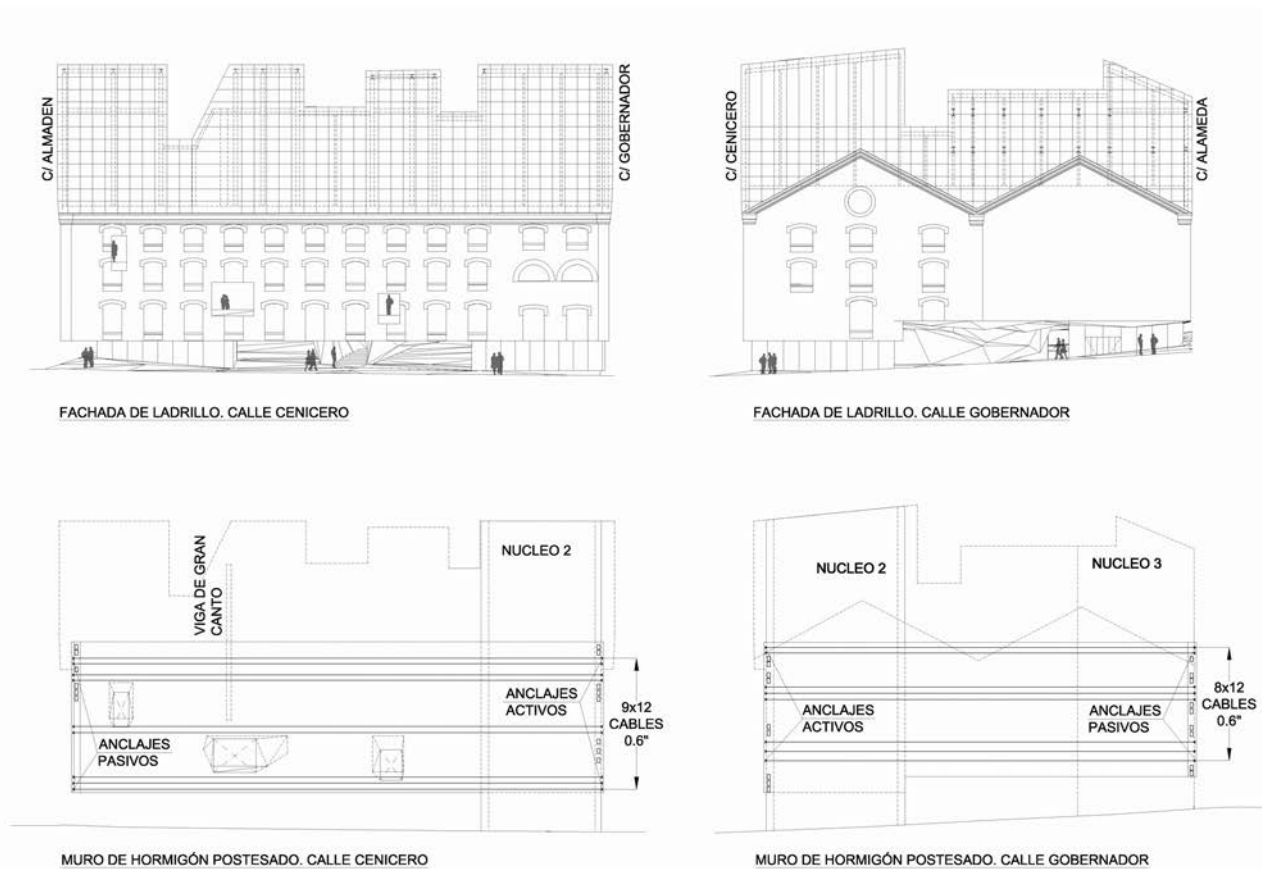 C/ ALMADEN
C/ GOBERNADOR
C/ CENICERO
C/ ALAMEDA
FACHADA DE LADRILLO. CALLE CENICERO
FACHADA DE LADRILLO. CALLE GOBERNADOR
VIGA DE GRAN
CANTO
NUCLEO 2
ANCLAJES
ACTIVOS
ANCLAJES
PASIVOS
9x12
CABLES
0.6"
NUCLEO 2
NUCLEO 3
ANCLAJES
ACTIVOS
ANCLAJES
PASIVOS
8x12
CABLES
0.6"
MURO DE HORMIGÓN POSTESADO. CALLE CENICERO
MURO DE HORMIGÓN POSTESADO. CALLE GOBERNADOR